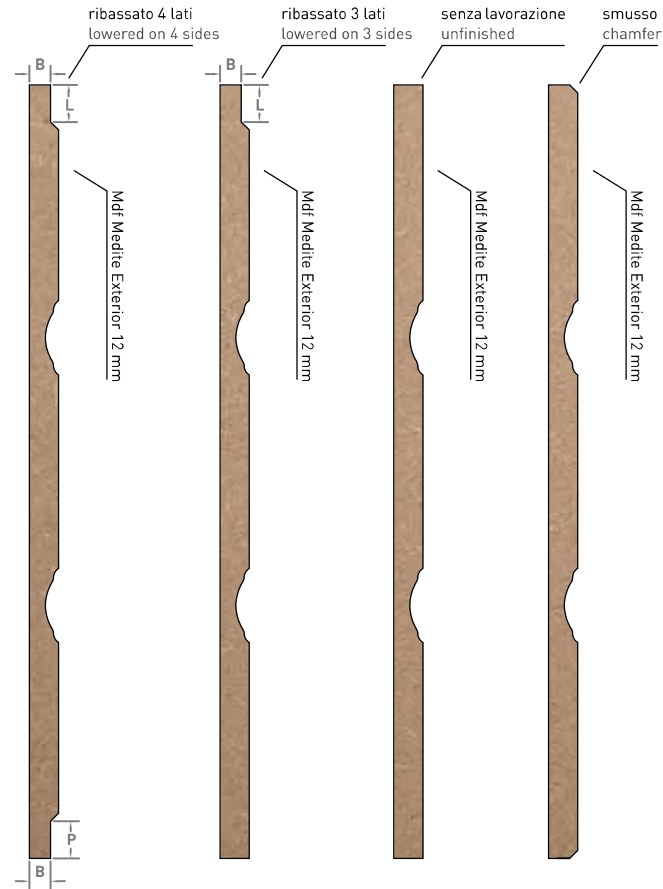 ribassato 4 lati
lowered on 4 sides
ribassato 3 lati
lowered on 3 sides
senza lavorazione
unfinished
smusso
chamfer
B
L
B
L
Mdf Medite Exterior 12 mm
Mdf Medite Exterior 12 mm
Mdf Medite Exterior 12 mm
Mdf Medite Exterior 12 mm
P
B